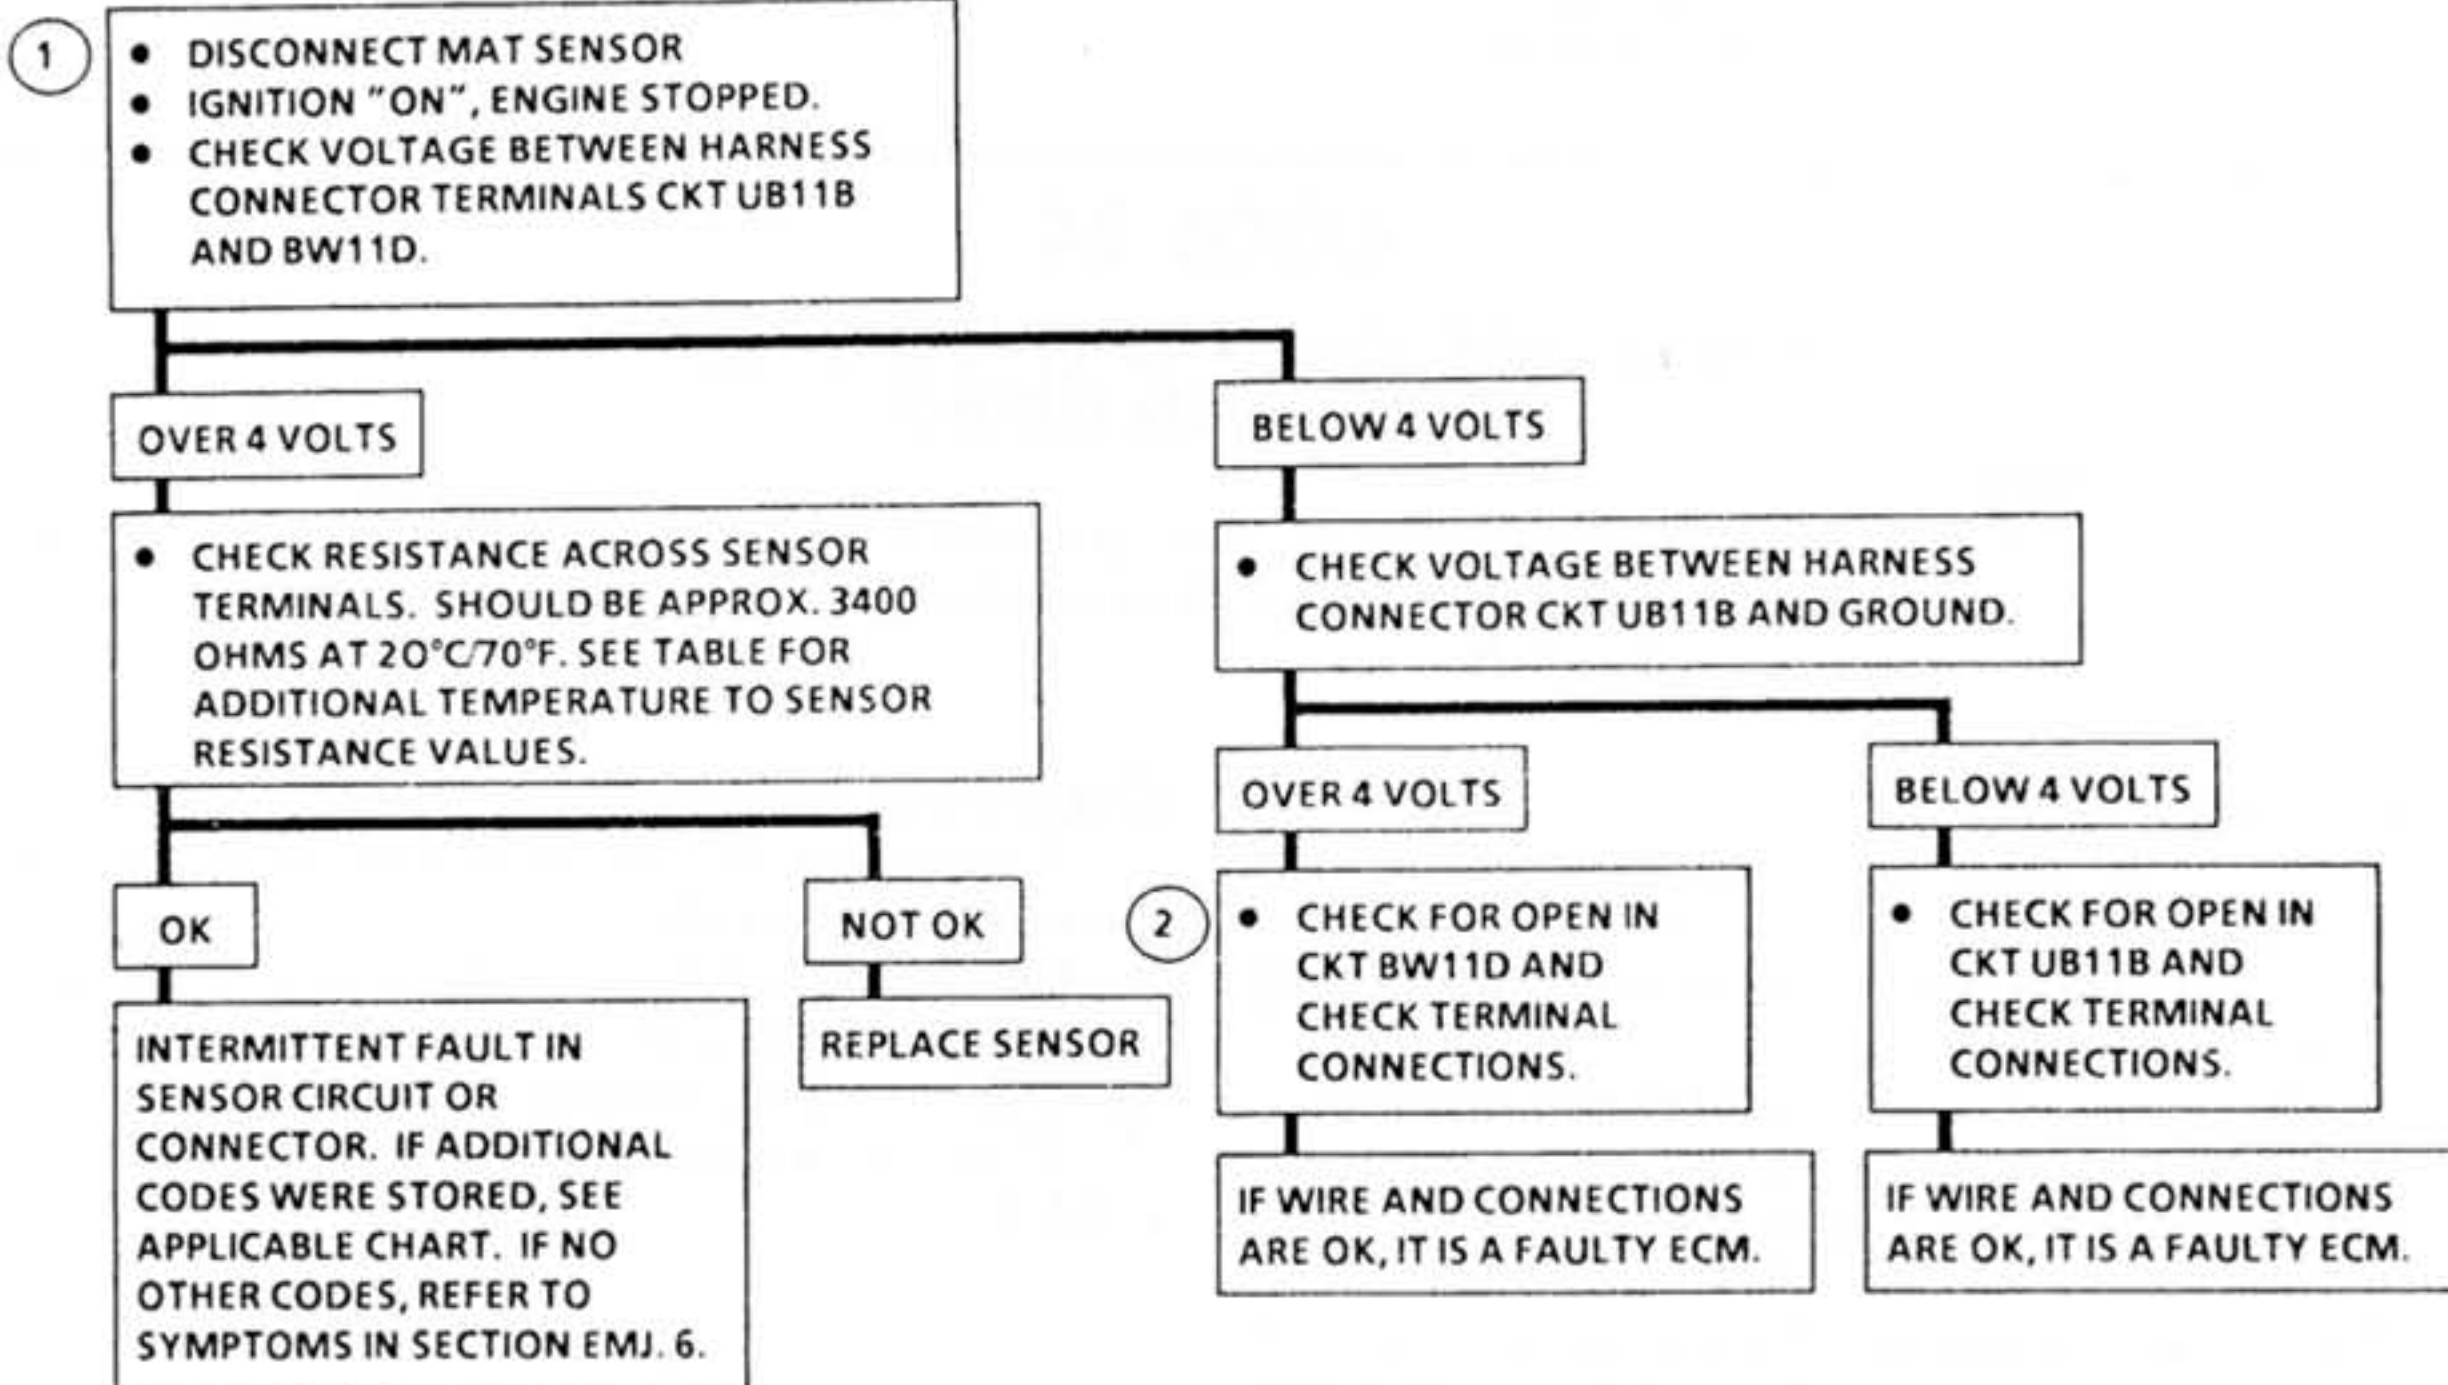 1
• DISCONNECT MAT SENSOR
• IGNITION "ON", ENGINE STOPPED.
• CHECK VOLTAGE BETWEEN HARNESS
CONNECTOR TERMINALS CKT UB11B
AND BW11D.
OVER 4 VOLTS
BELOW 4 VOLTS
• CHECK RESISTANCE ACROSS SENSOR
TERMINALS. SHOULD BE APPROX. 3400
OHMS AT 20°C/70°F. SEE TABLE FOR
ADDITIONAL TEMPERATURE TO SENSOR
RESISTANCE VALUES.
• CHECK VOLTAGE BETWEEN HARNESS
CONNECTOR CKT UB11B AND GROUND.
OVER 4 VOLTS
BELOW 4 VOLTS
OK
NOT OK
INTERMITTENT FAULT IN
SENSOR CIRCUIT OR
CONNECTOR. IF ADDITIONAL
CODES WERE STORED, SEE
APPLICABLE CHART. IF NO
OTHER CODES, REFER TO
SYMPTOMS IN SECTION EMJ. 6.
REPLACE SENSOR
2
• CHECK FOR OPEN IN
CKT BW11D AND
CHECK TERMINAL
CONNECTIONS.
IF WIRE AND CONNECTIONS
ARE OK, IT IS A FAULTY ECM.
• CHECK FOR OPEN IN
CKT UB11B AND
CHECK TERMINAL
CONNECTIONS.
IF WIRE AND CONNECTIONS
ARE OK, IT IS A FAULTY ECM.